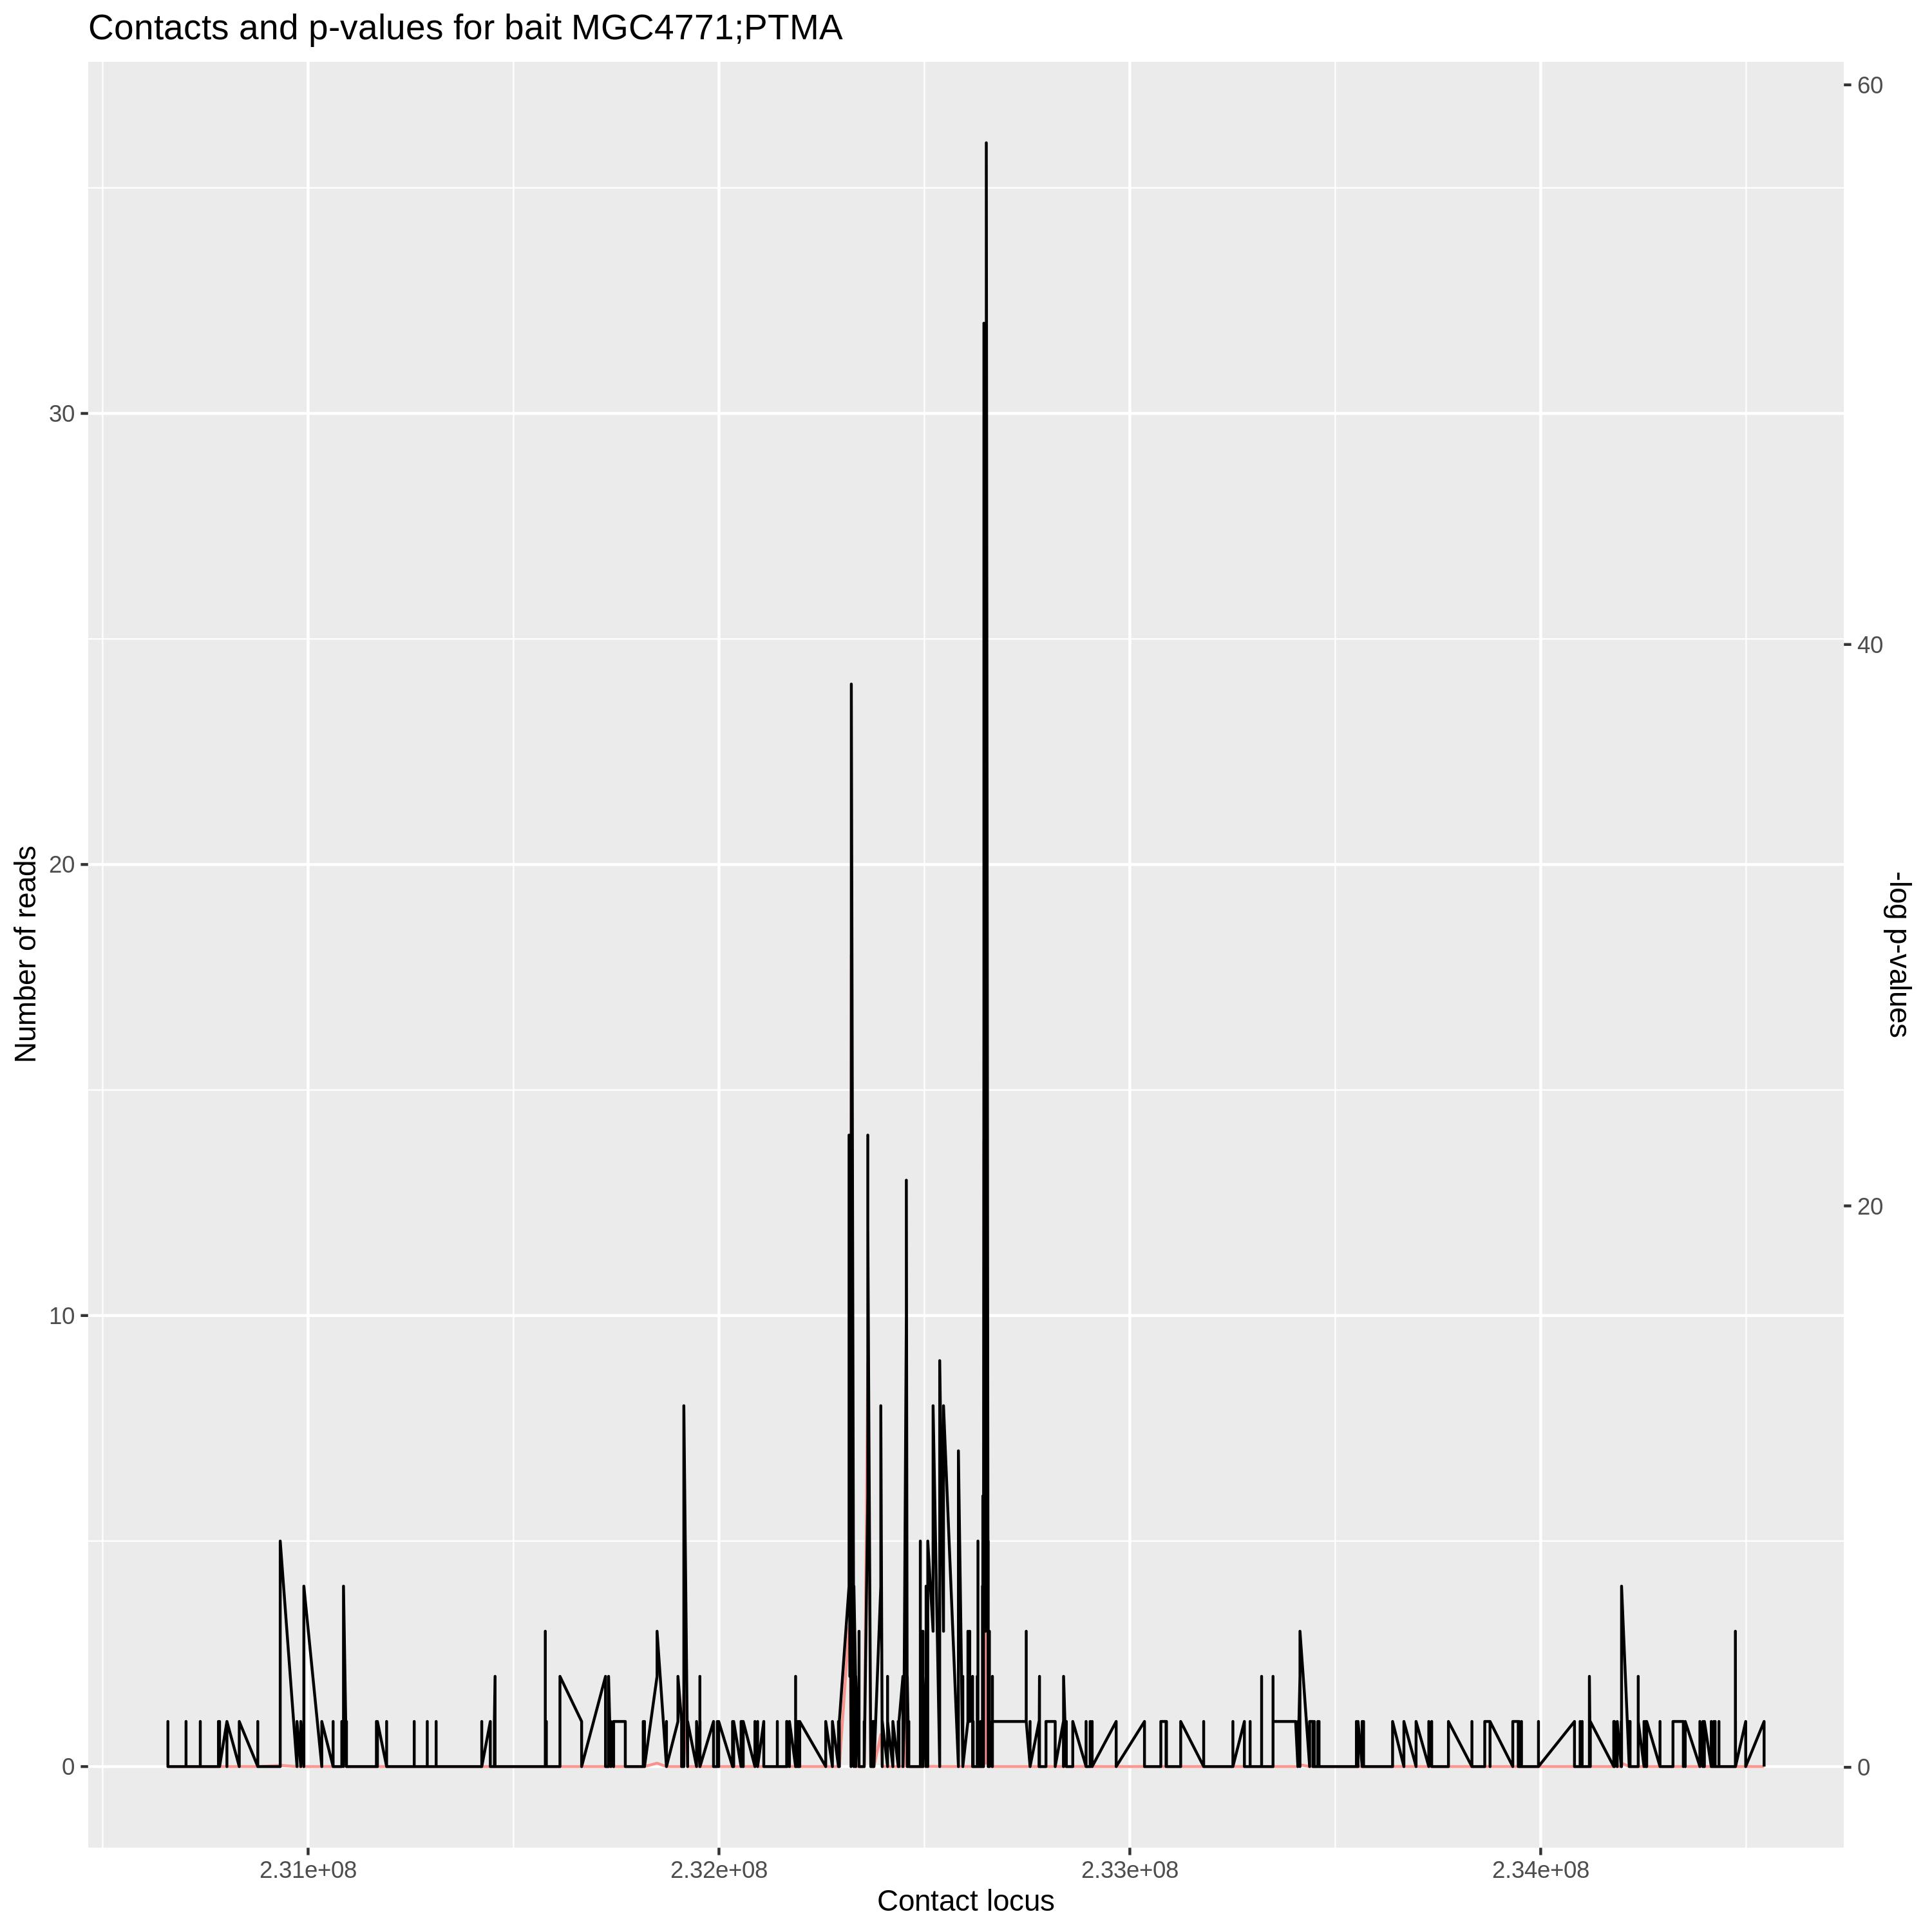 Contacts and p-values for bait MGC4771;PTMA
60
30
40
20
20
10
0
0
Number of reads
-log p-values
2.31e+08 2.32e+08 2.33e+08 2.34e+08
Contact locus